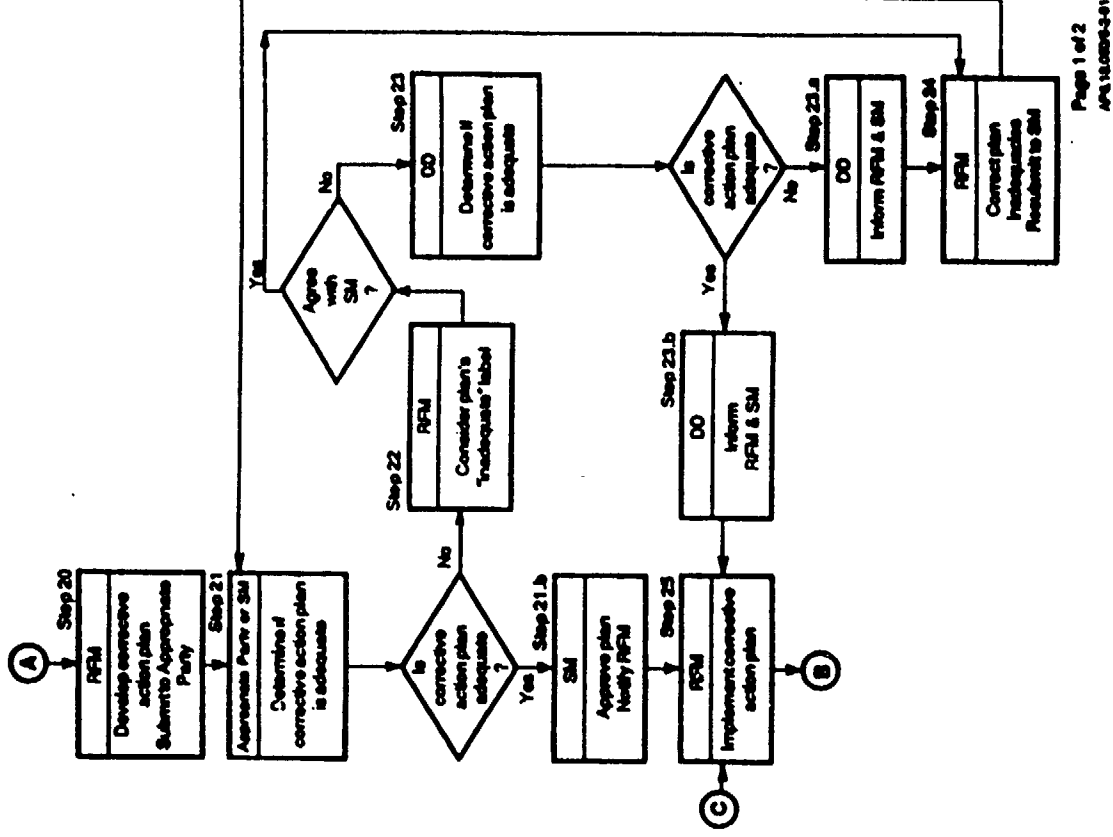 A
Step 20
RFM
Develop corrective
action plan
Submit to Appropriate
Party
Step 21
Appropriate Party or SM
Determine if
corrective action plan
is adequate
Is
corrective
action plan
adequate
?
No
Yes
Step 22
RFM
Consider plan's
"inadequate" label
Agree
with
SM
?
Yes
No
Step 23
DD
Determine if
corrective action plan
is adequate
Is
corrective
action plan
adequate
?
Yes
No
Step 23.a
DD
Inform RFM & SM
Step 24
RFM
Correct plan
inadequacies
Resubmit to SM
Step 23.b
DD
Inform
RFM & SM
Step 21.b
SM
Approve plan
Notify RFM
Step 25
RFM
Implement corrective
action plan
C
B
Page 1 of 2